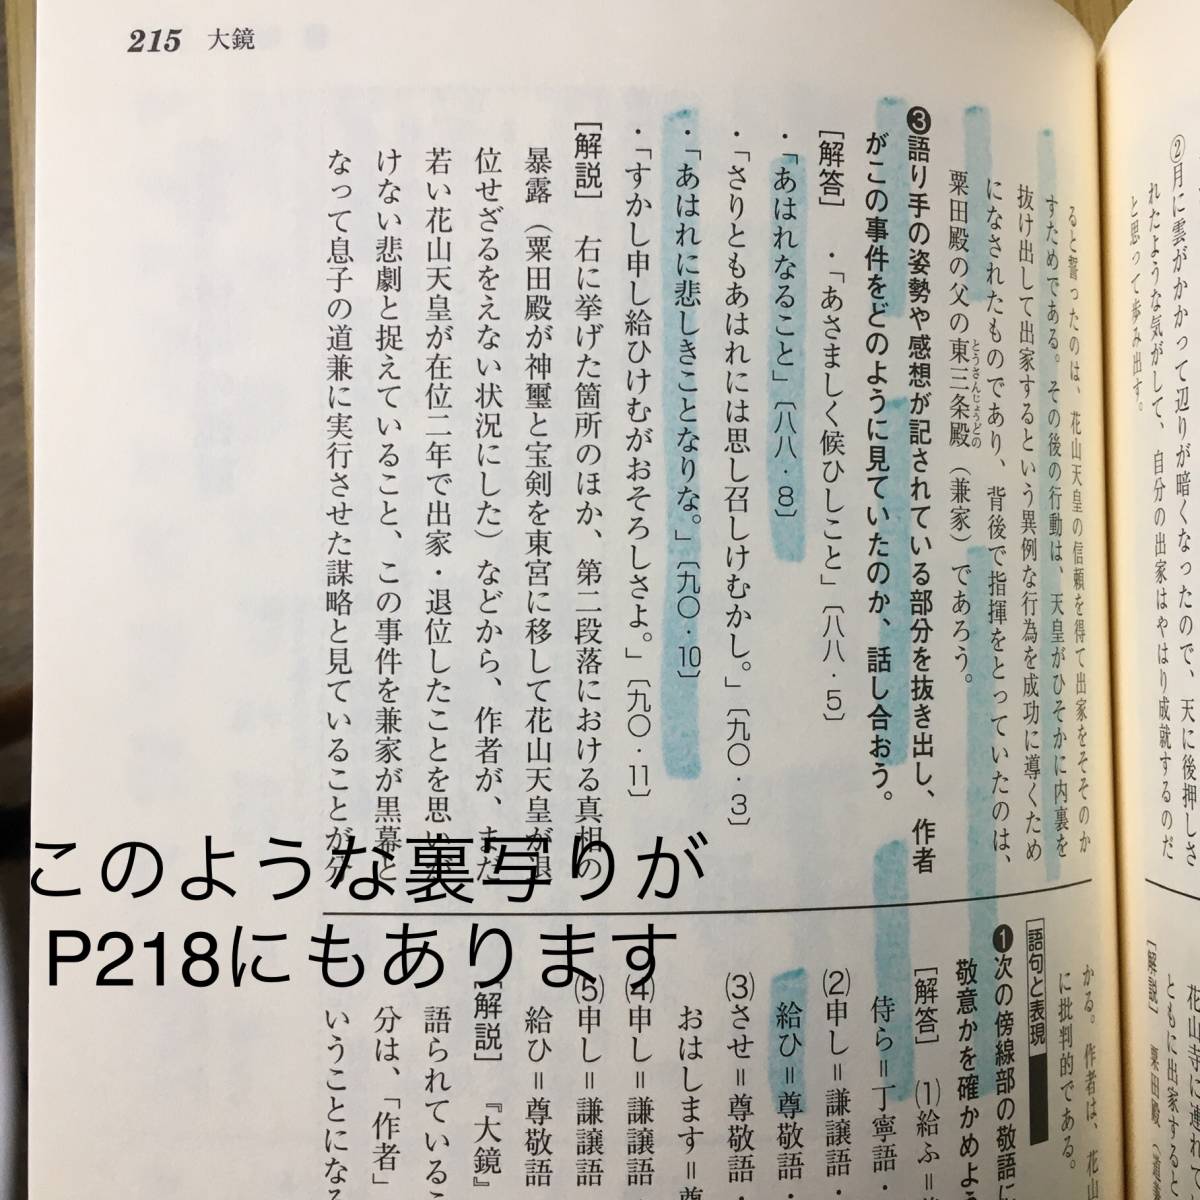 215 大鏡
②月に雲がかかって辺りが暗くなったので、天に後押しさ
れたような気がして、自分の出家はやはり成就するのだ
と思って歩み出す。
ると誓ったのは、花山天皇の信頼を得て出家をそそのか
すためである。その後の行動は、天皇がひそかに内裏を
抜け出して出家するという異例な行為を成功に導くため
になされたものであり、背後で指揮をとっていたのは、
粟田殿の父の東三条殿（兼家）であろう。
とうさんじょうどの
❸語り手の姿勢や感想が記されている部分を抜き出し、作者
がこの事件をどのように見ていたのか、話し合おう。
［解答］ ・「あさましく候ひしこと」〔八八・５〕
・「あはれなること」〔八八・８〕
・「さりともあはれには思し召しけむかし。」〔九〇・３〕
・「あはれに悲しきことなりな。」〔九〇・10〕
・「すかし申し給ひけむがおそろしさよ。」〔九〇・11〕
［解説］ 右に挙げた箇所のほか、第二段落における真相の
暴露（粟田殿が神璽と宝剣を東宮に移して花山天皇が退
位せざるをえない状況にした）などから、作者が、まだ
若い花山天皇が在位二年で出家・退位したことを思い
けない悲劇と捉えていること、この事件を兼家が黒幕と
なって息子の道兼に実行させた謀略と見ていることが分
花山寺に連れて
ともに出家すると
［解説］ 粟田殿
かる。作者は、花山
に批判的である。
語句と表現
❶次の傍線部の敬語に
敬意かを確かめよう
［解答］ ⑴給ふ＝
侍ら＝丁寧語・
⑵申し＝謙譲語・
給ひ＝尊敬語・
⑶させ＝尊敬語・
おはします＝尊
⑷申し＝謙譲語
⑸申し＝謙譲語
給ひ＝尊敬語
［解説］ 『大鏡』
語られているこ
分は、「作者」
いうことになる
このような裏写りが
P218にもあります